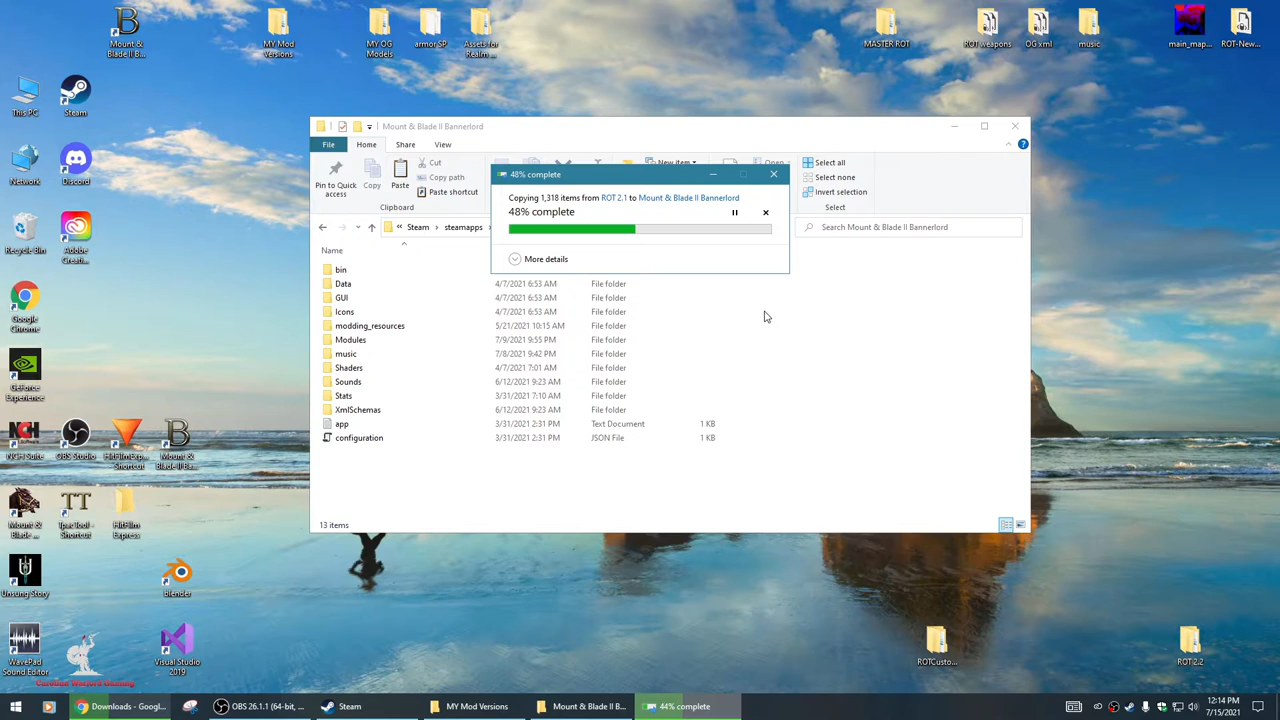 Mount &
Blade II B...
MY Mod
Versions
MY OG
Models
armor SP
Assets for
Realm ...
MASTER ROT
ROT weapons
OG xml
music
main_map...
ROT-New...
This PC
Steam
Network
Discord
Recycle Bin
Adobe
Creati...
Google
Chrome
GeForce
Experience
NCH Suite
OBS Studio
HitFilmExp...
Shortcut
Mount &
Blade II Ba...
Mount &
Blade ...
Tpac Tool -
Shortcut
HitFilm
Express
Unsung Story
blender
WavePad
Sound Editor
Carolina Warlord Gaming
Visual Studio
2019
ROTCusto...
ROT 2.2
Mount & Blade II Bannerlord
File
Home
Share
View
Pin to Quick
access
Copy
Paste
Cut
Copy path
Paste shortcut
Clipboard
New item
Open
Select all
Select none
Invert selection
Select
« Steam
steamapps
Search Mount & Blade II Bannerlord
48% complete
Copying 1,318 items from ROT 2.1 to Mount & Blade II Bannerlord
48% complete
More details
Name
bin
Data 4/7/2021 6:53 AM File folder
GUI 4/7/2021 6:53 AM File folder
Icons 4/7/2021 6:53 AM File folder
modding_resources 5/21/2021 10:15 AM File folder
Modules 7/9/2021 9:55 PM File folder
music 7/8/2021 9:42 PM File folder
Shaders 4/7/2021 7:01 AM File folder
Sounds 6/12/2021 9:23 AM File folder
Stats 3/31/2021 7:10 AM File folder
XmlSchemas 6/12/2021 9:23 AM File folder
app 3/31/2021 2:31 PM Text Document 1 KB
configuration 3/31/2021 2:31 PM JSON File 1 KB
13 items
Downloads - Googl...
OBS 26.1.1 (64-bit, ...
Steam
MY Mod Versions
Mount & Blade II B...
44% complete
12:14 PM
7/15/2021